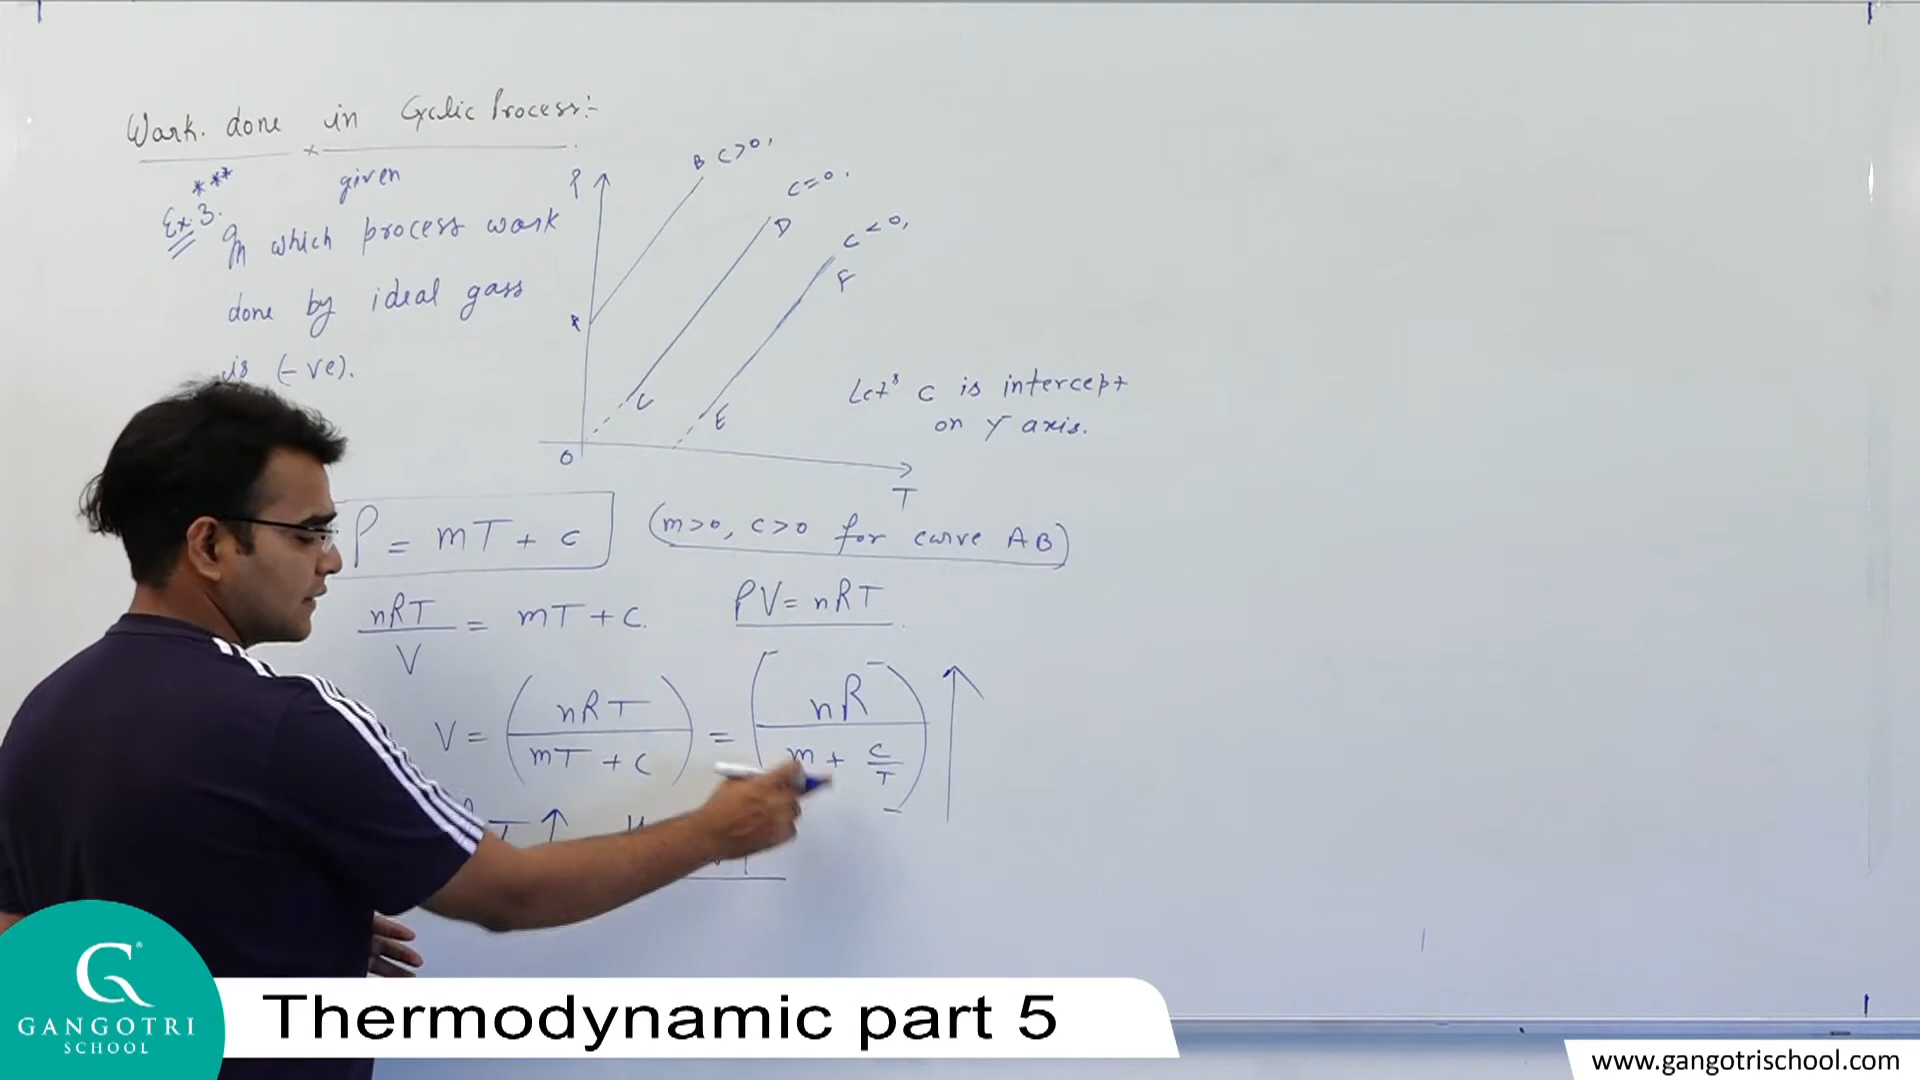 Work done in Cyclic Process:-
***
given
Ex. 3.
In which process work
done by ideal gass
is (-ve).
P
B C>0,
C=0.
D
C<0,
F
A
C
E
O
T
Let's C is intercept
on Y axis.
P = mT + C
(m>0, C>0 for curve AB)
nRT/V = mT + C.
PV = nRT
V = (nRT/(mT + C)) = [nR/(m + C/T)] ↑
T ↑
G
GANGOTRI
SCHOOL
Thermodynamic part 5
www.gangotrischool.com